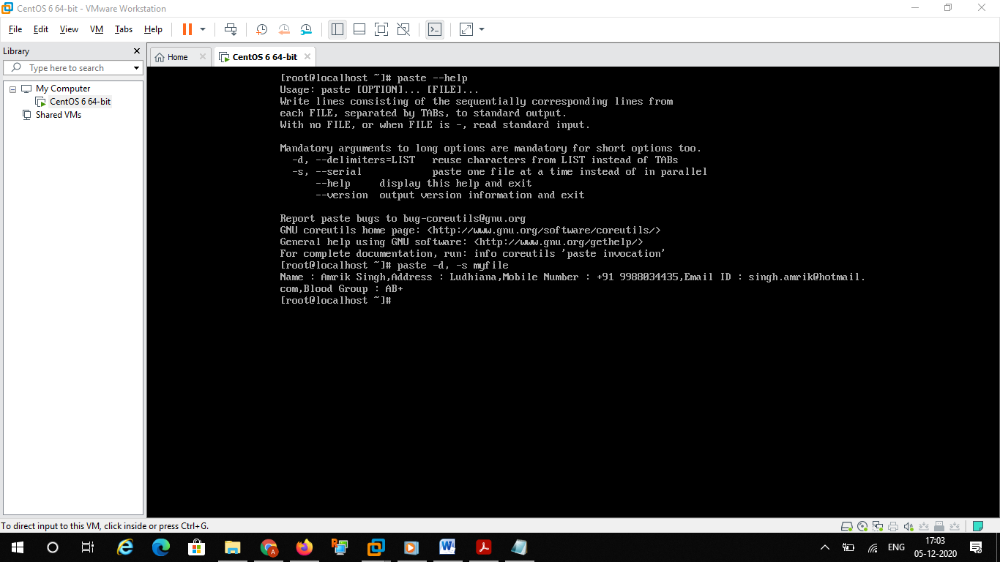 CentOS 6 64-bit - VMware Workstation
File Edit View VM Tabs Help
Library
Type here to search
My Computer
CentOS 6 64-bit
Shared VMs
Home
CentOS 6 64-bit
[root@localhost ~]# paste --help
Usage: paste [OPTION]... [FILE]...
Write lines consisting of the sequentially corresponding lines from
each FILE, separated by TABs, to standard output.
With no FILE, or when FILE is -, read standard input.
Mandatory arguments to long options are mandatory for short options too.
-d, --delimiters=LIST reuse characters from LIST instead of TABs
-s, --serial paste one file at a time instead of in parallel
--help display this help and exit
--version output version information and exit
Report paste bugs to bug-coreutils@gnu.org
GNU coreutils home page: <http://www.gnu.org/software/coreutils/>
General help using GNU software: <http://www.gnu.org/gethelp/>
For complete documentation, run: info coreutils 'paste invocation'
[root@localhost ~]# paste -d, -s myfile
Name : Amrik Singh,Address : Ludhiana,Mobile Number : +91 9988034435,Email ID : singh.amrik@hotmail.
com,Blood Group : AB+
[root@localhost ~]#
To direct input to this VM, click inside or press Ctrl+G.
ENG
17:03
05-12-2020